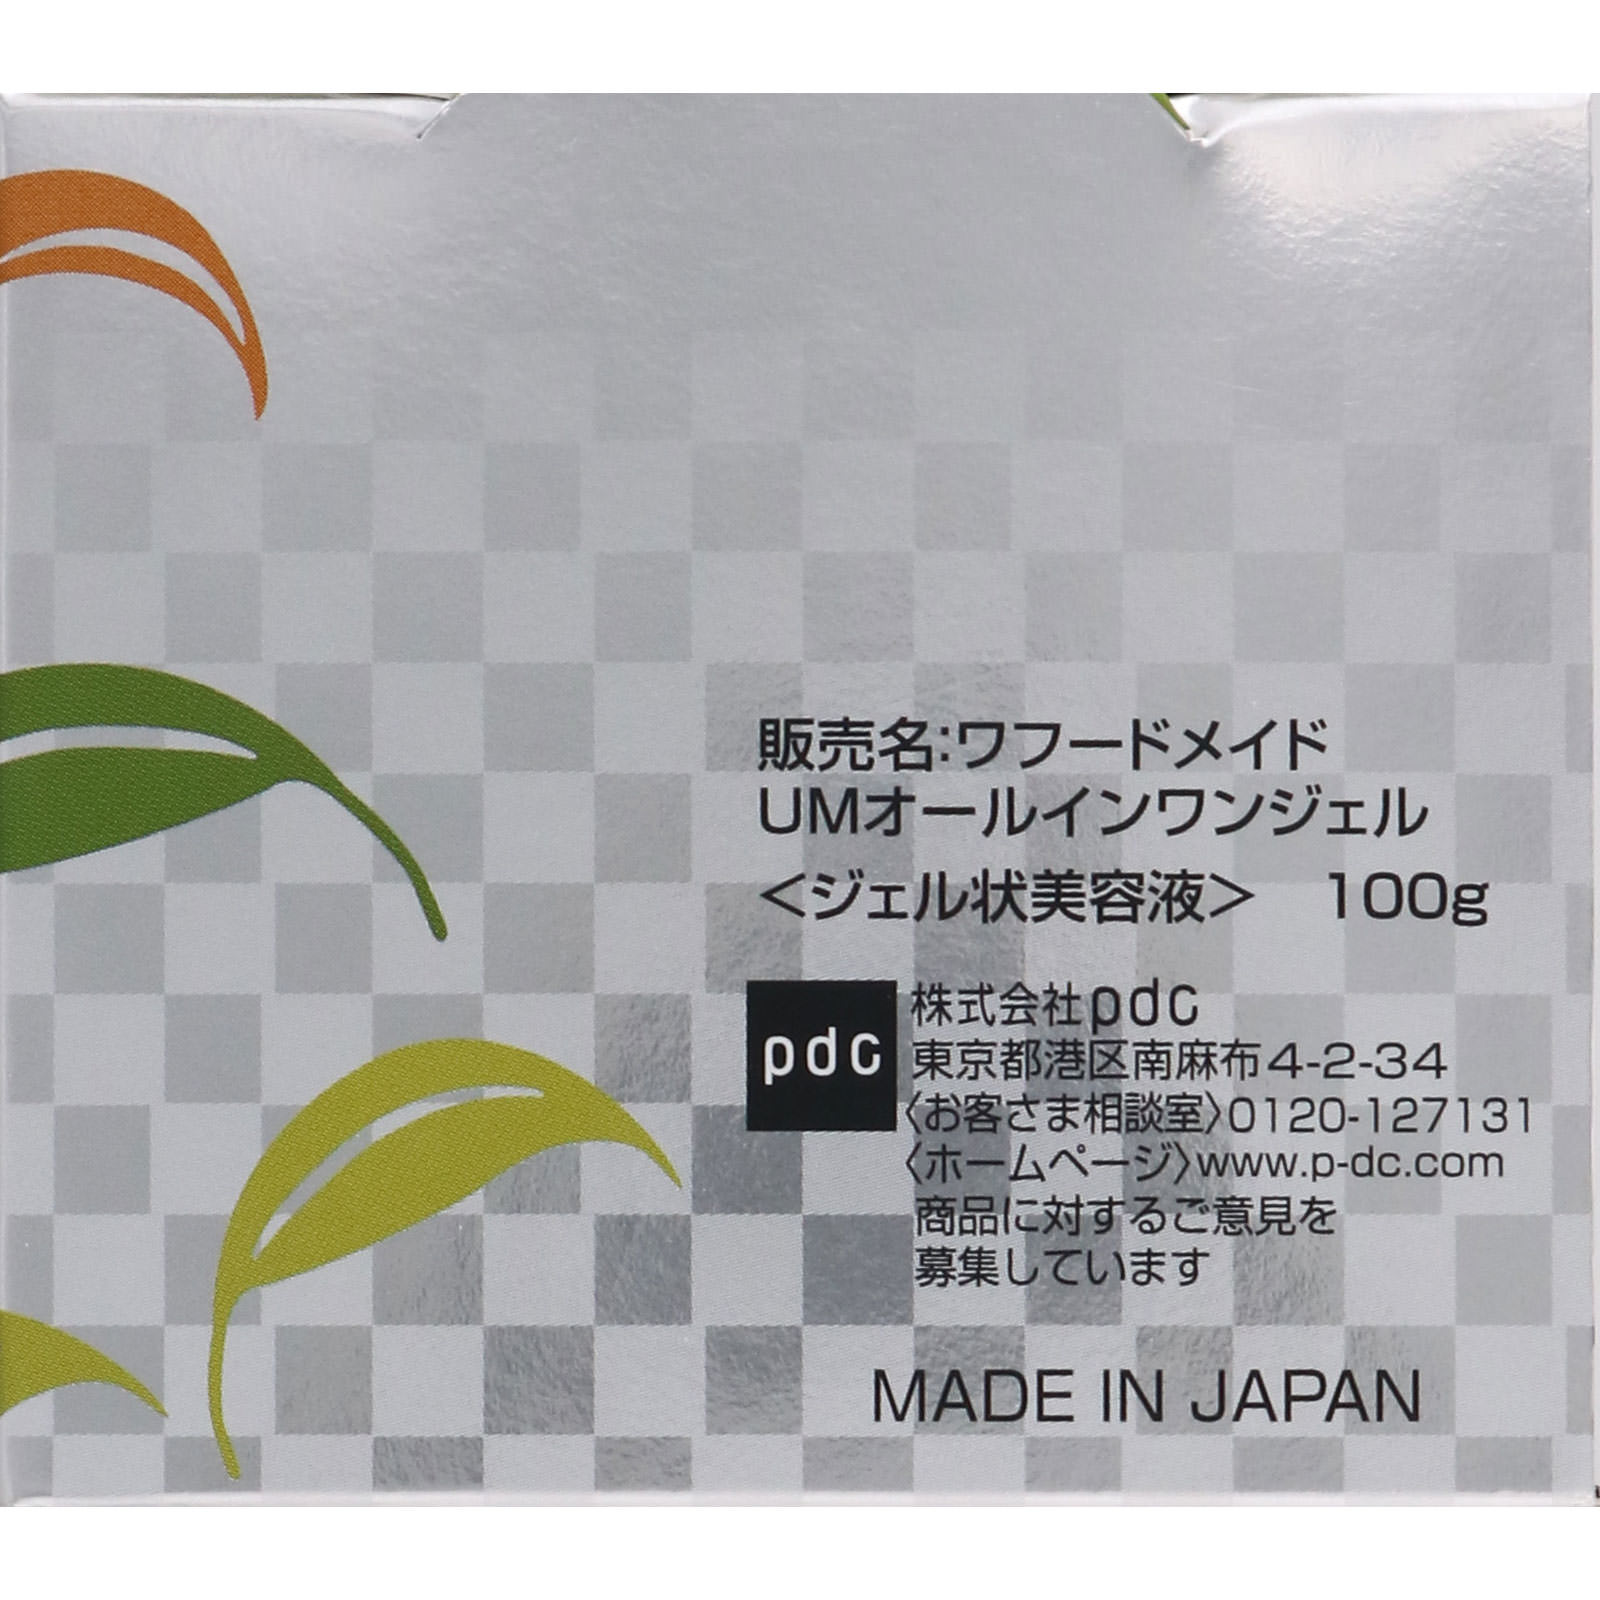 販売名:ワフードメイド
UMオールインワンジェル
＜ジェル状美容液＞　100g
pdc
株式会社pdc
東京都港区南麻布4-2-34
〈お客さま相談室〉0120-127131
〈ホームページ〉www.p-dc.com
商品に対するご意見を
募集しています
MADE IN JAPAN